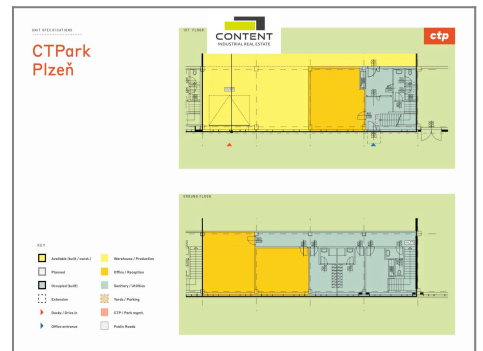 UNIT SPECIFICATIONS
CTPark
Plzeň
1ST FLOOR
CONTENT
INDUSTRIAL REAL ESTATE
ctp
GROUND FLOOR
KEY
Available (built / const.)
Warehouse / Production
Planned
Office / Reception
Occupied (built)
Sanitary / Utilities
Extension
Yards / Parking
Docks / Drive in
CTP / Park mgmt.
Office entrance
Public Roads